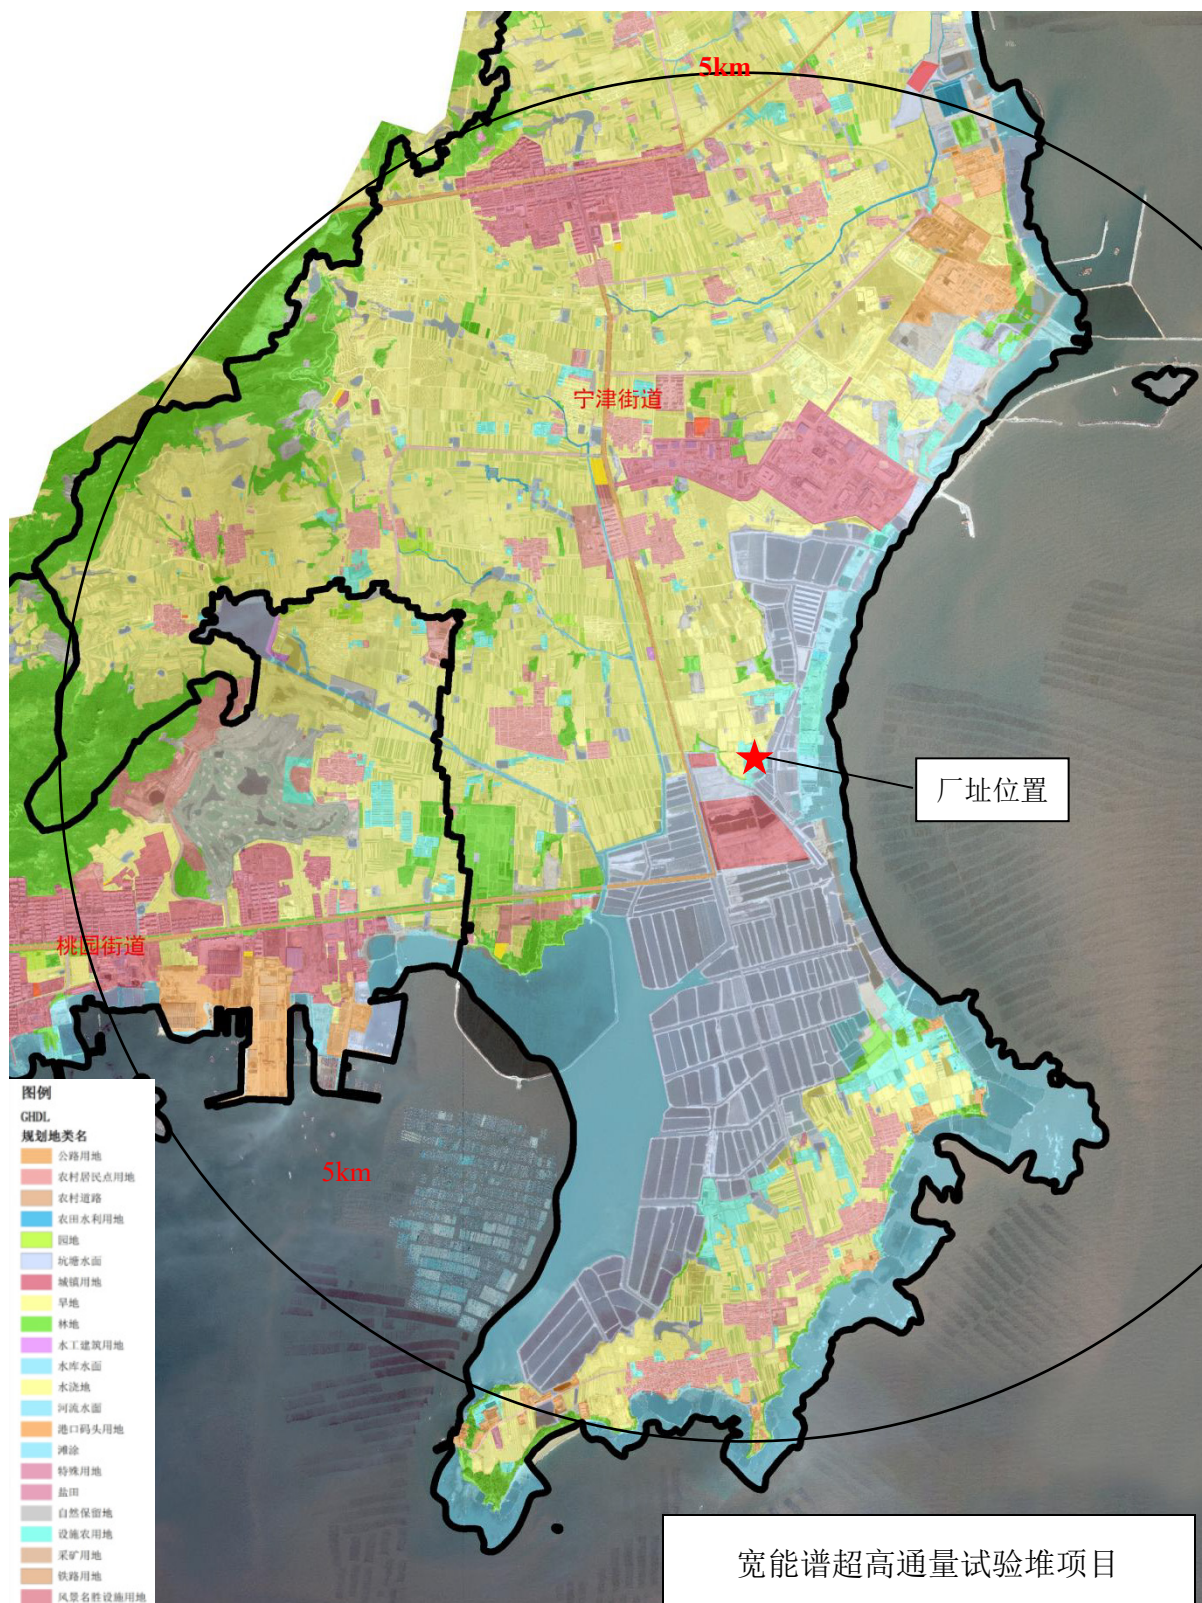 5km
宁津街道
厂址位置
桃园街道
5km
图例
GHDL
规划地类名
公路用地
农村居民点用地
农村道路
农田水利用地
园地
坑塘水面
城镇用地
旱地
林地
水工建筑用地
水库水面
水浇地
河流水面
港口码头用地
滩涂
特殊用地
盐田
自然保留地
设施农用地
采矿用地
铁路用地
风景名胜设施用地
宽能谱超高通量试验堆项目